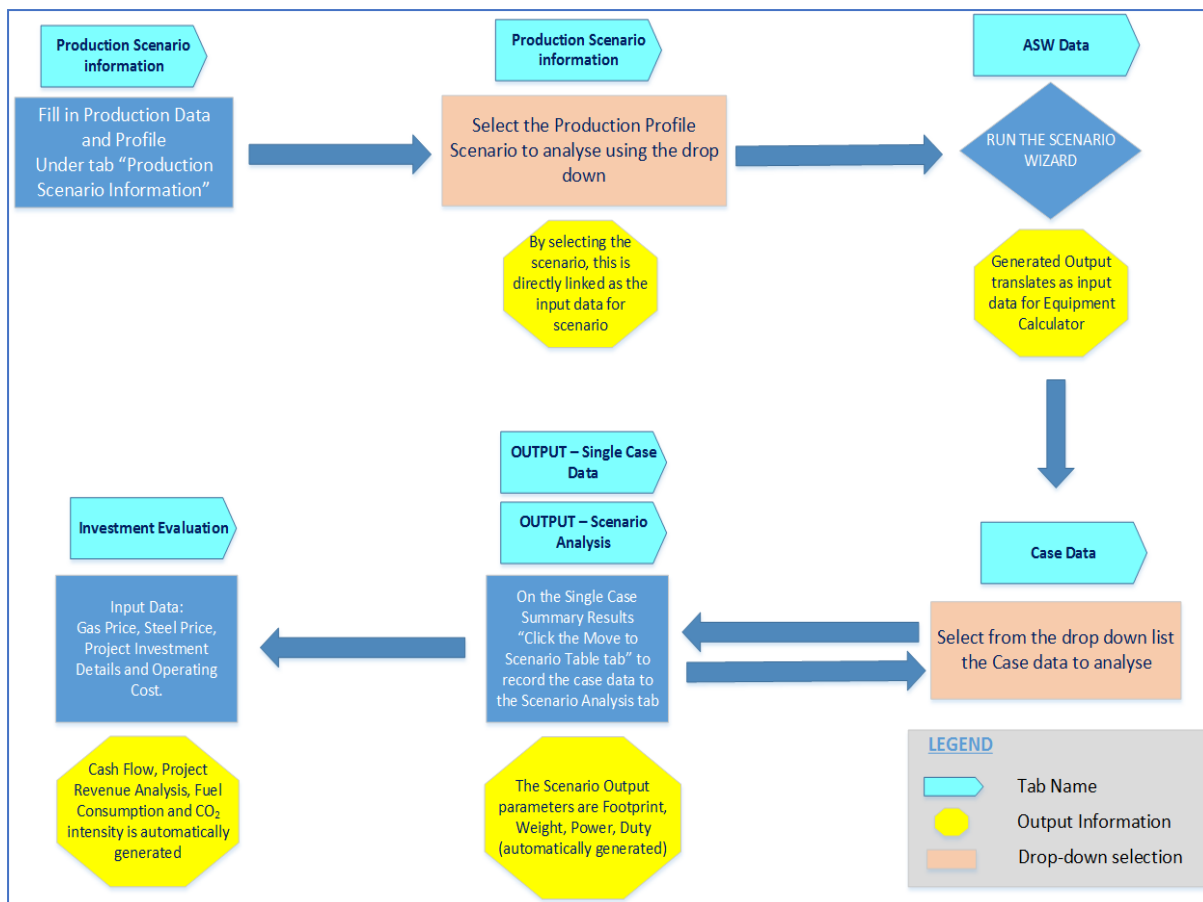 Production Scenario
information
Fill in Production Data
and Profile
Under tab “Production
Scenario Information”
Production Scenario
information
Select the Production Profile
Scenario to analyse using the drop
down
By selecting the
scenario, this is
directly linked as the
input data for
scenario
ASW Data
RUN THE SCENARIO
WIZARD
Generated Output
translates as input
data for Equipment
Calculator
Case Data
Select from the drop down list
the Case data to analyse
OUTPUT – Single Case
Data
OUTPUT – Scenario
Analysis
On the Single Case
Summary Results
“Click the Move to
Scenario Table tab” to
record the case data to
the Scenario Analysis tab
The Scenario Output
parameters are Footprint,
Weight, Power, Duty
(automatically generated)
Investment Evaluation
Input Data:
Gas Price, Steel Price,
Project Investment
Details and Operating
Cost.
Cash Flow, Project
Revenue Analysis, Fuel
Consumption and CO₂
intensity is automatically
generated
LEGEND
Tab Name
Output Information
Drop-down selection